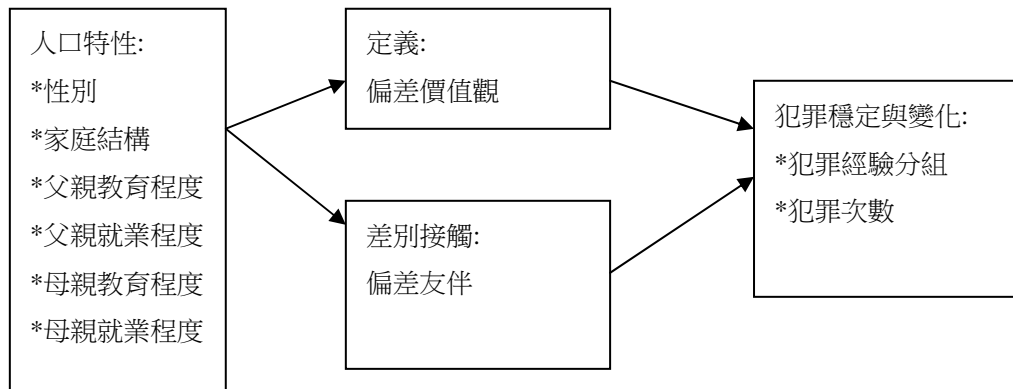 人口特性:
*性別
*家庭結構
*父親教育程度
*父親就業程度
*母親教育程度
*母親就業程度
定義:
偏差價值觀
差別接觸:
偏差友伴
犯罪穩定與變化:
*犯罪經驗分組
*犯罪次數